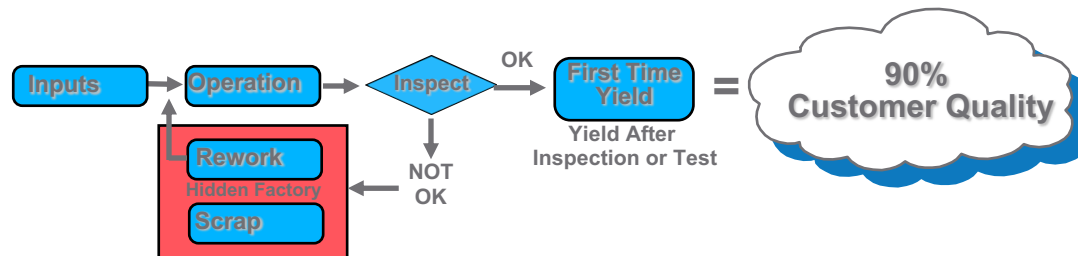 Inputs
Operation
Inspect
OK
First Time
Yield
=
90%
Customer Quality
Yield After
Inspection or Test
Rework
Hidden Factory
Scrap
NOT
OK